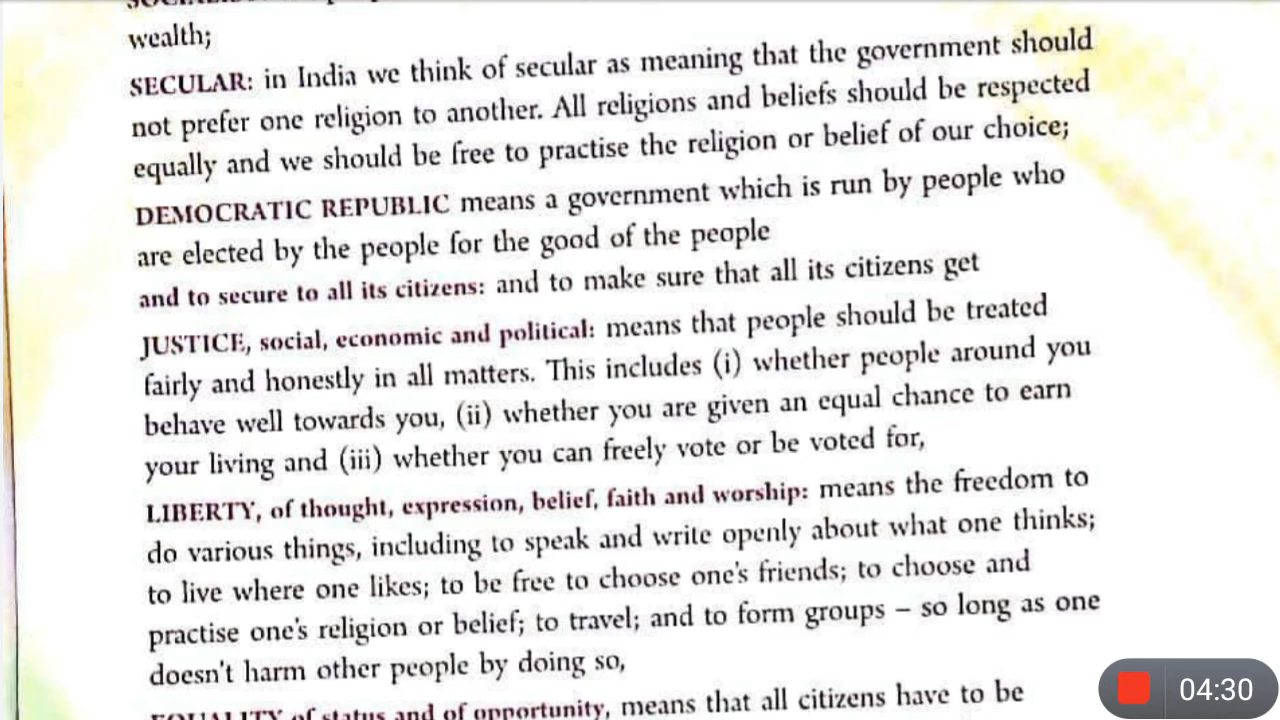 wealth;
SECULAR: in India we think of secular as meaning that the government should
not prefer one religion to another. All religions and beliefs should be respected
equally and we should be free to practise the religion or belief of our choice;
DEMOCRATIC REPUBLIC means a government which is run by people who
are elected by the people for the good of the people
and to secure to all its citizens: and to make sure that all its citizens get
JUSTICE, social, economic and political: means that people should be treated
fairly and honestly in all matters. This includes (i) whether people around you
behave well towards you, (ii) whether you are given an equal chance to earn
your living and (iii) whether you can freely vote or be voted for,
LIBERTY, of thought, expression, belief, faith and worship: means the freedom to
do various things, including to speak and write openly about what one thinks;
to live where one likes; to be free to choose one's friends; to choose and
practise one's religion or belief; to travel; and to form groups – so long as one
doesn't harm other people by doing so,
EQUALITY of status and of opportunity, means that all citizens have to be
04:30